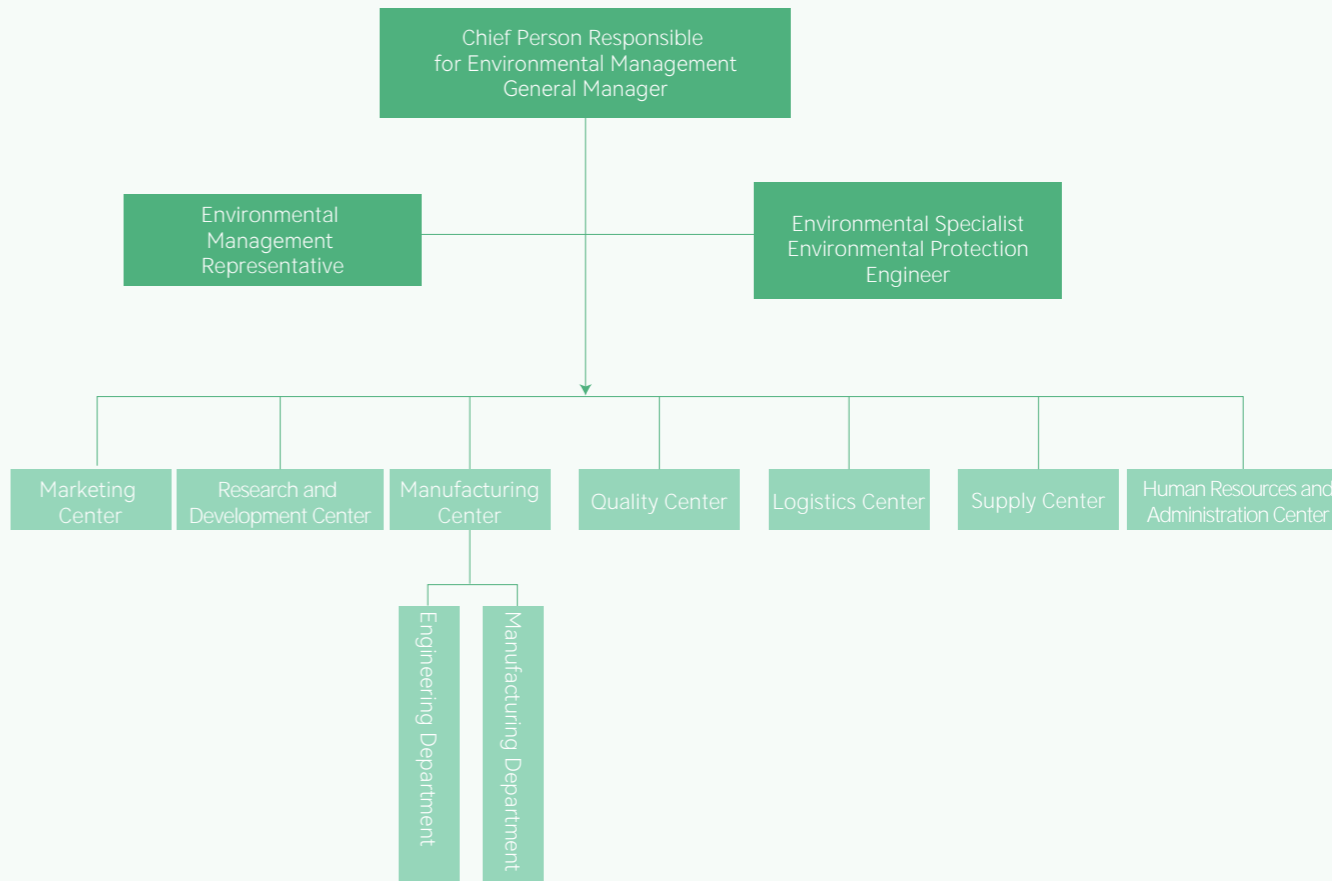 Chief Person Responsible
for Environmental Management
General Manager
Environmental
Management
Representative
Environmental Specialist
Environmental Protection
Engineer
Marketing
Center
Research and
Development Center
Manufacturing
Center
Quality Center
Logistics Center
Supply Center
Human Resources and
Administration Center
Engineering Department
Manufacturing Department